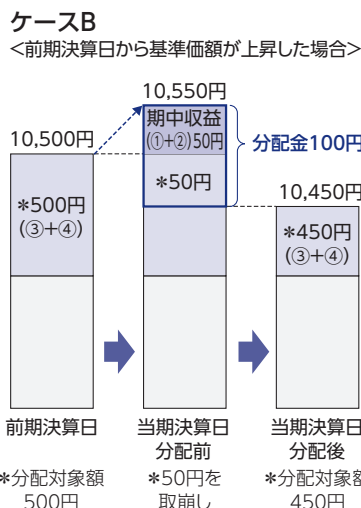 ケースB
<前期決算日から基準価額が上昇した場合>
10,550円
期中収益
(①+②)50円
分配金100円
10,500円
*50円
*500円
(③+④)
10,450円
*450円
(③+④)
前期決算日
当期決算日
分配前
当期決算日
分配後
*分配対象額
500円
*50円を
取崩し
*分配対象額
450円